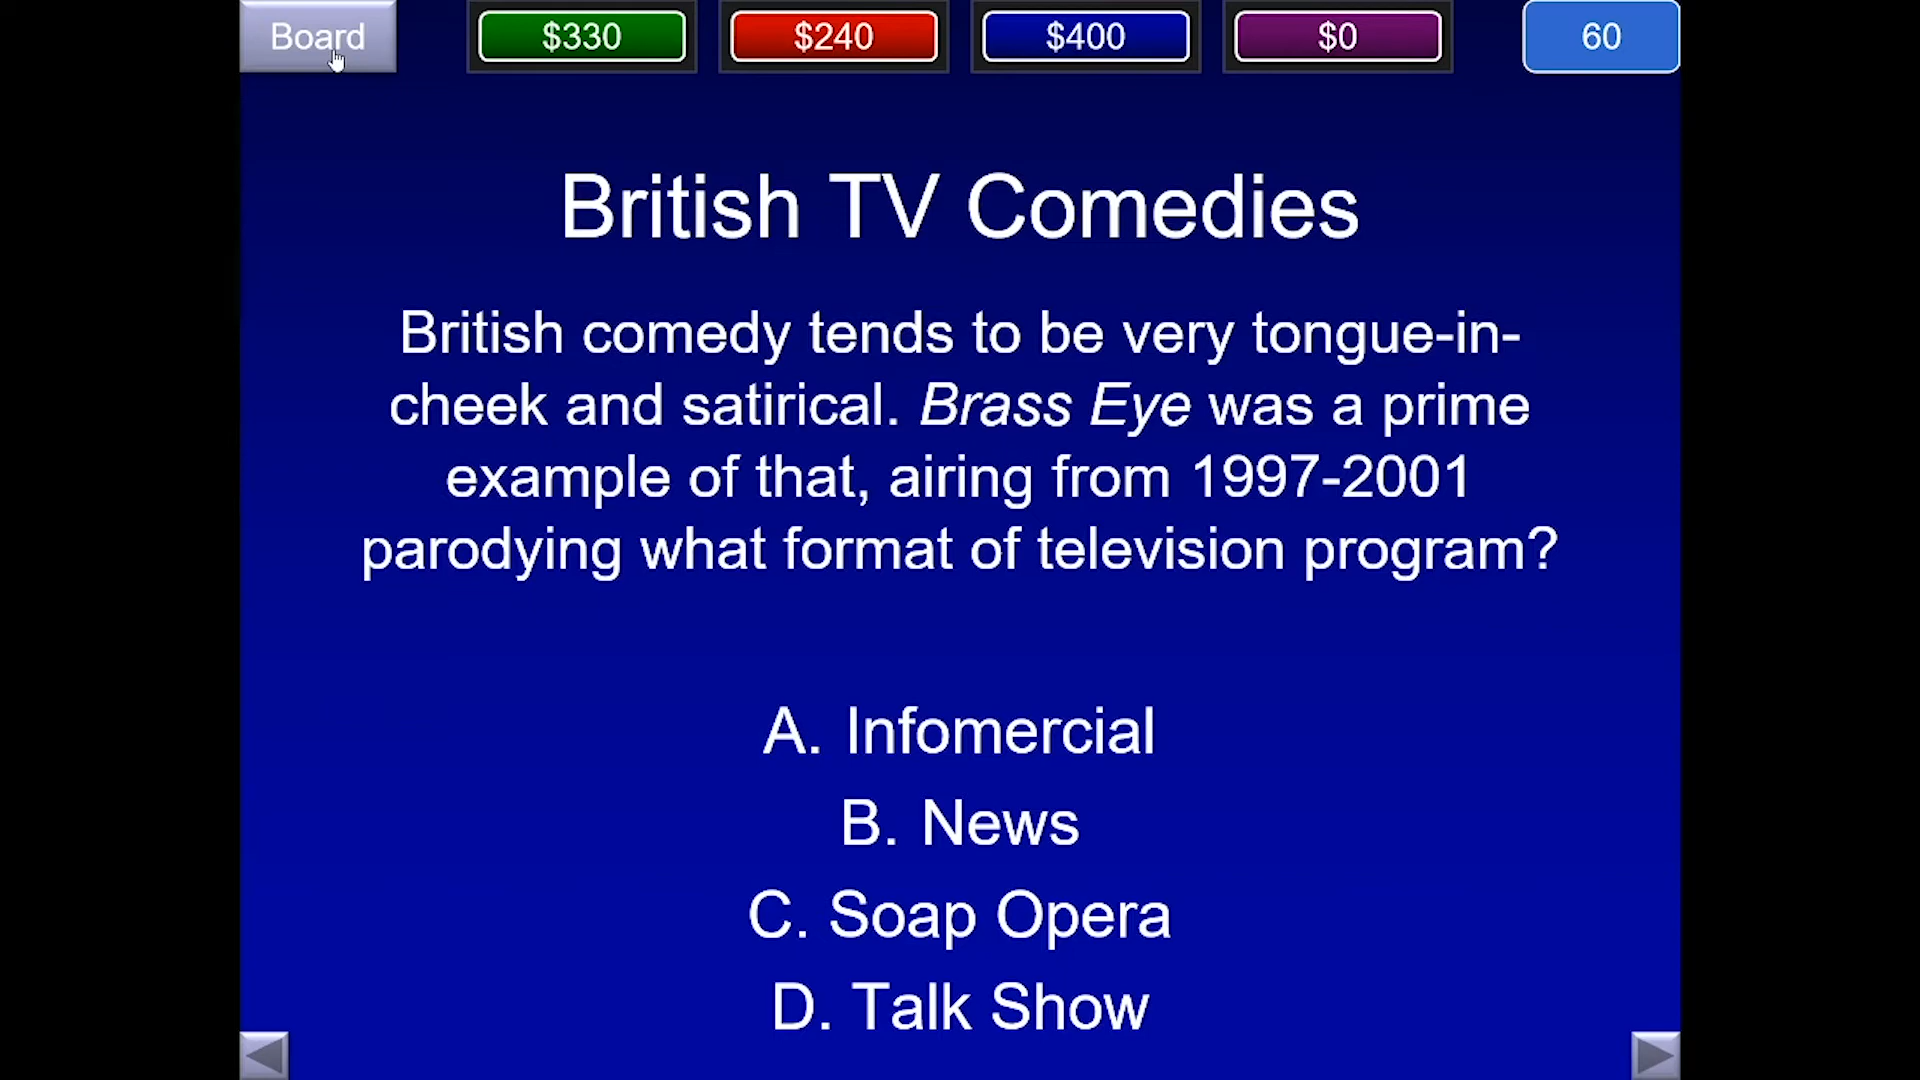 Board
$330
$240
$400
$0
60
British TV Comedies
British comedy tends to be very tongue-in-
cheek and satirical. Brass Eye was a prime
example of that, airing from 1997-2001
parodying what format of television program?
A. Infomercial
B. News
C. Soap Opera
D. Talk Show